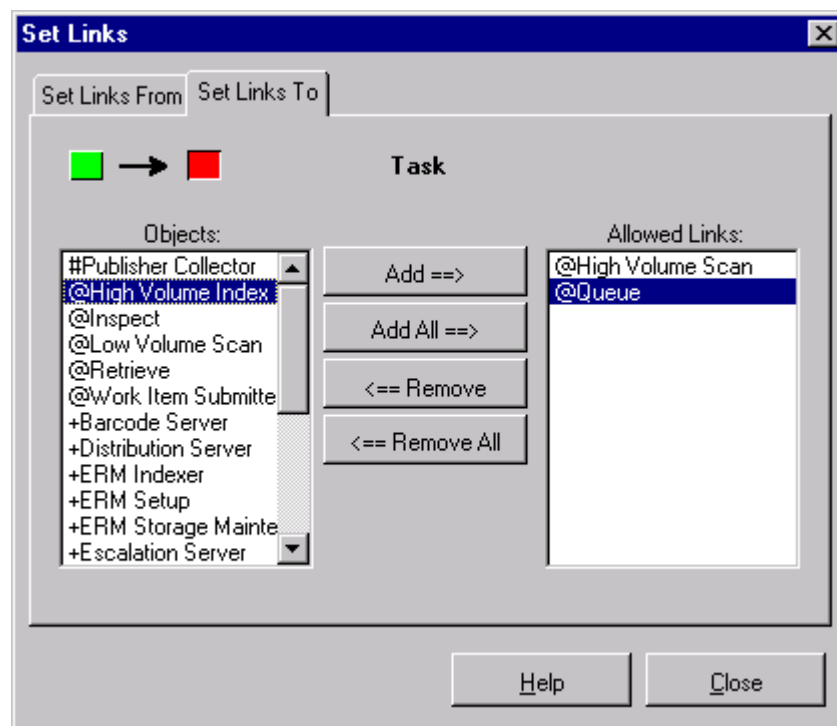 Set Links
Set Links From Set Links To
Task
Objects:
#Publisher Collector
@High Volume Index
@Inspect
@Low Volume Scan
@Retrieve
@Work Item Submitte
+Barcode Server
+Distribution Server
+ERM Indexer
+ERM Setup
+ERM Storage Mainte
+Escalation Server
Add ==>
Add All ==>
<== Remove
<== Remove All
Allowed Links:
@High Volume Scan
@Queue
Help Close